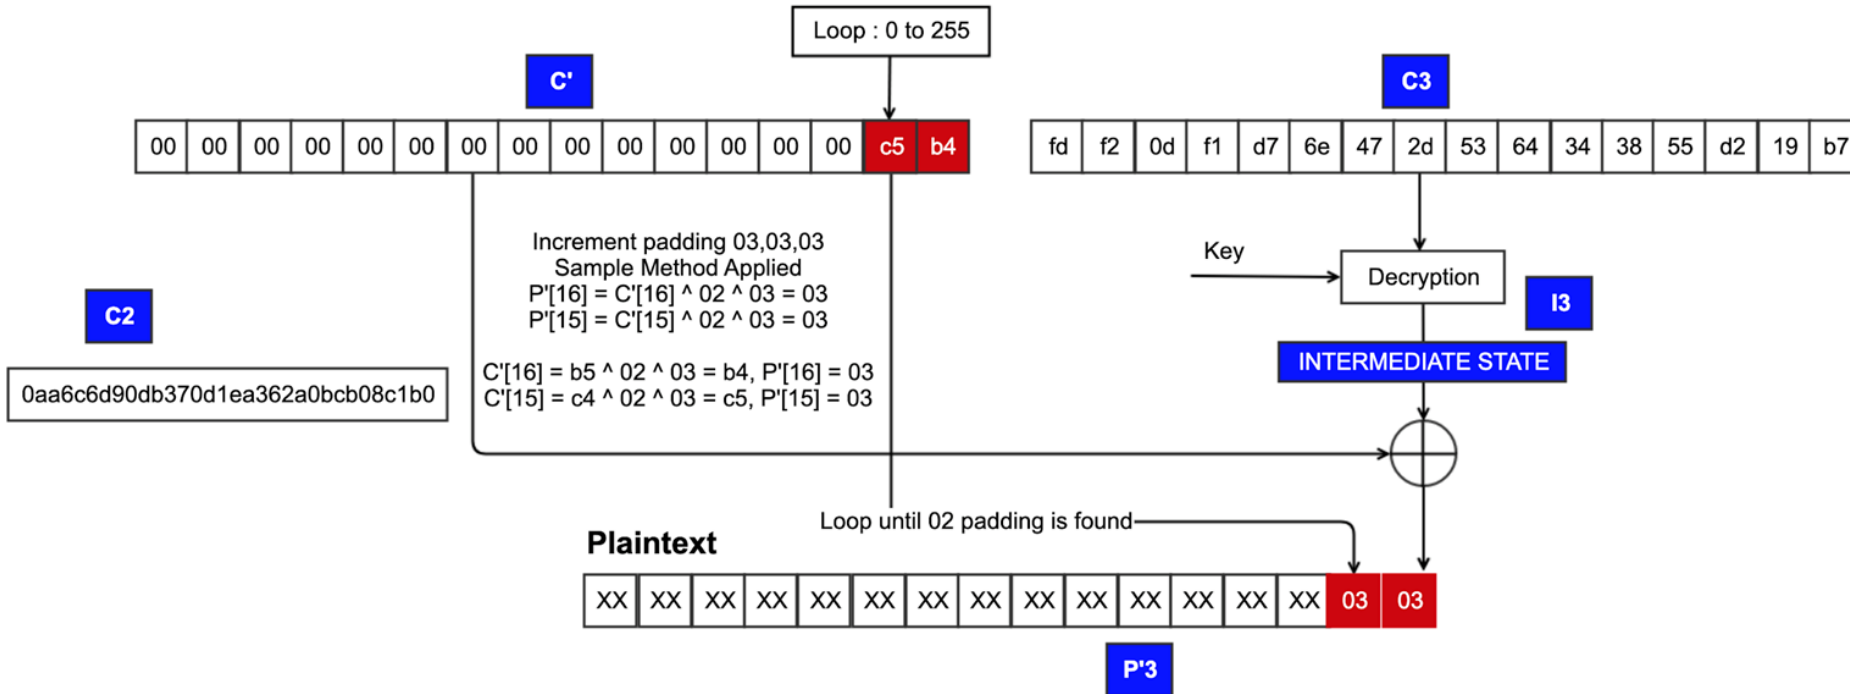 Loop : 0 to 255
C'
C3
00 00 00 00 00 00 00 00 00 00 00 00 00 00 c5 b4
fd f2 0d f1 d7 6e 47 2d 53 64 34 38 55 d2 19 b7
Increment padding 03,03,03
Sample Method Applied
P'[16] = C'[16] ^ 02 ^ 03 = 03
P'[15] = C'[15] ^ 02 ^ 03 = 03
C'[16] = b5 ^ 02 ^ 03 = b4, P'[16] = 03
C'[15] = c4 ^ 02 ^ 03 = c5, P'[15] = 03
Key
Decryption
I3
C2
INTERMEDIATE STATE
0aa6c6d90db370d1ea362a0bcb08c1b0
Loop until 02 padding is found
Plaintext
XX XX XX XX XX XX XX XX XX XX XX XX XX XX 03 03
P'3